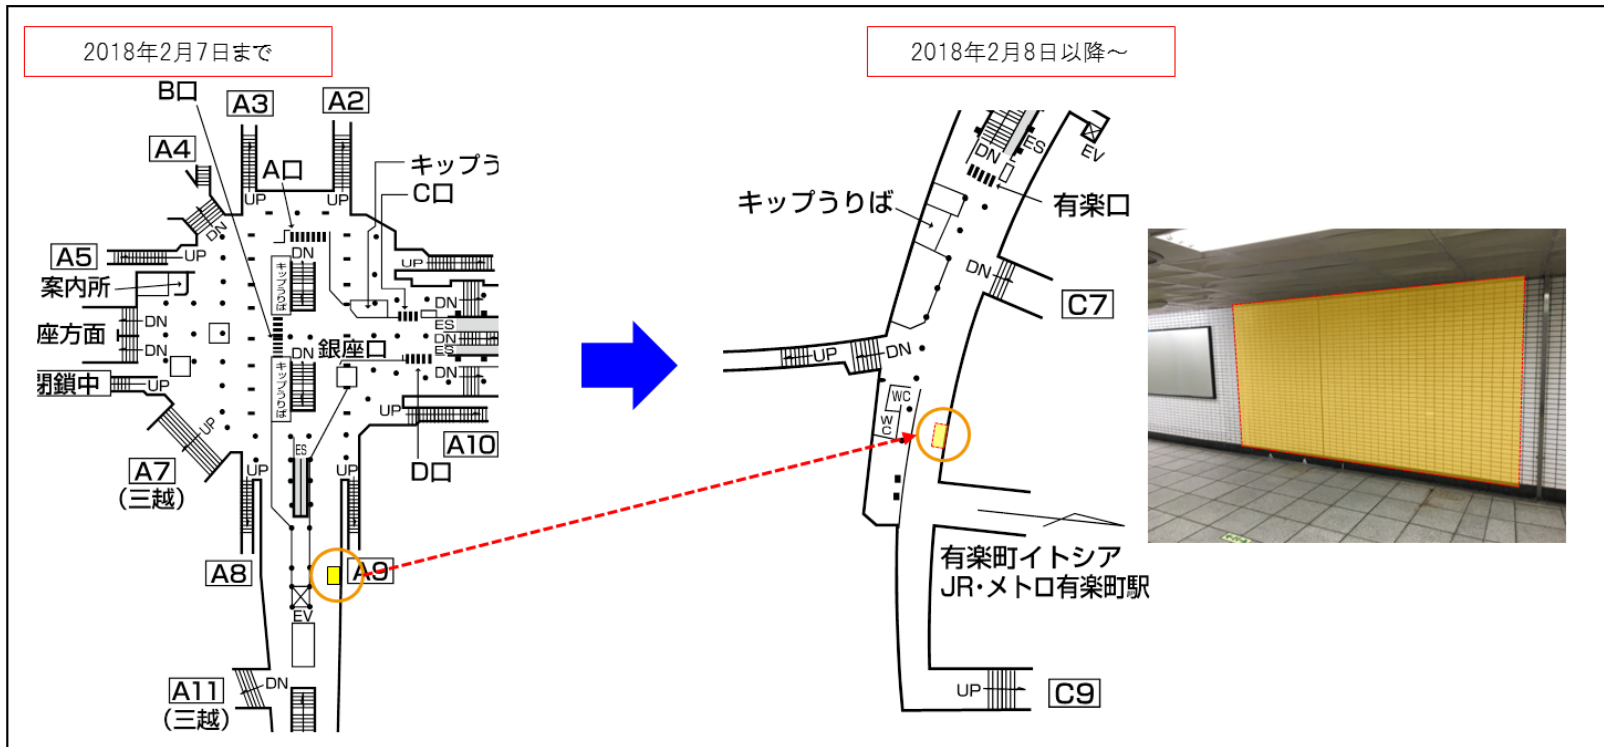 2018年2月7日まで
2018年2月8日以降～
B口
A3
A2
A4
A口
キップう
C口
UP
UP
DN
A5
UP
DN
UP
案内所
キップうりば
DN
座方面
DN
DN
ES
DN
ES
銀座口
DN
DN
閉鎖中
UP
キップうりば
UP
UP
A10
A7
(三越)
UP
ES
UP
D口
A8
A9
EV
A11
(三越)
DN
DN
ES
EV
キップうりば
有楽口
DN
C7
UP
DN
WC
WC
有楽町イトシア
JR・メトロ有楽町駅
UP
C9